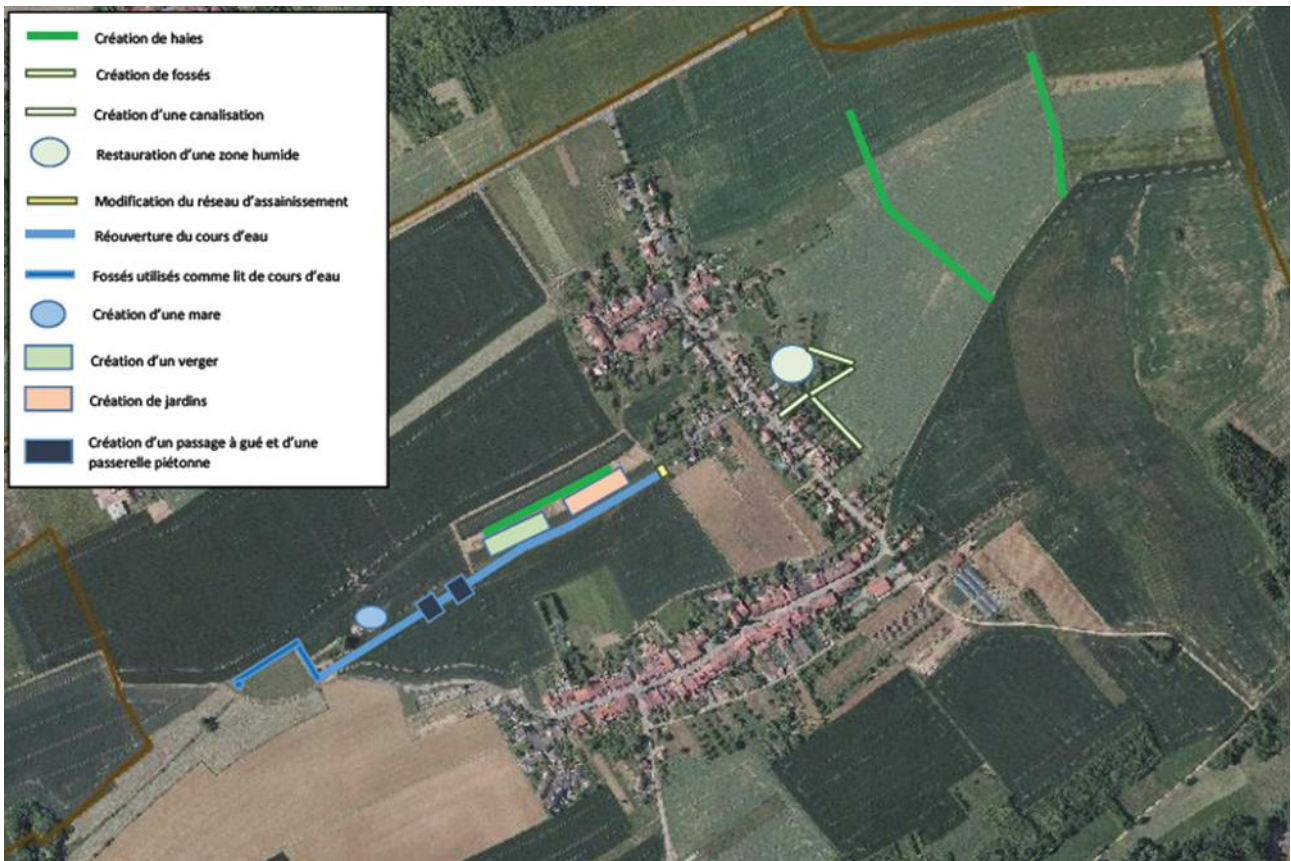 Création de haies
Création de fossés
Création d'une canalisation
Restauration d'une zone humide
Modification du réseau d'assainissement
Réouverture du cours d'eau
Fossés utilisés comme lit de cours d'eau
Création d'une mare
Création d'un verger
Création de jardins
Création d'un passage à gué et d'une
passerelle piétonne